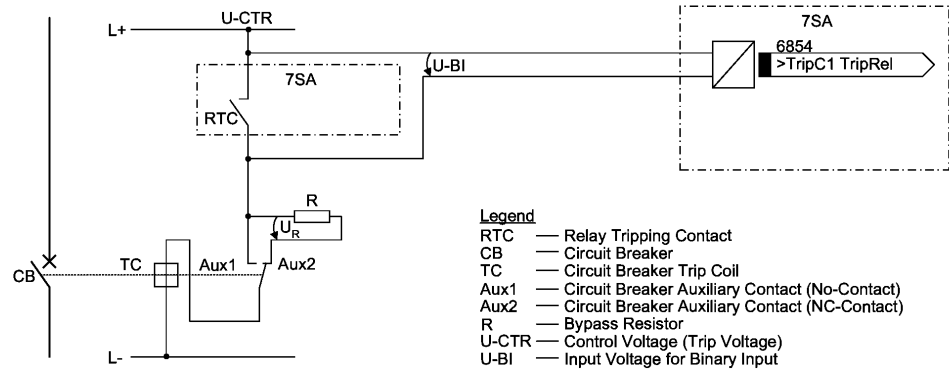 U-CTR
L+
7SA
7SA
6854
>TripC1 TripRel
U-BI
RTC
R
UR
CB
TC
Aux1
Aux2
L-
Legend
RTC — Relay Tripping Contact
CB — Circuit Breaker
TC — Circuit Breaker Trip Coil
Aux1 — Circuit Breaker Auxiliary Contact (No-Contact)
Aux2 — Circuit Breaker Auxiliary Contact (NC-Contact)
R — Bypass Resistor
U-CTR — Control Voltage (Trip Voltage)
U-BI — Input Voltage for Binary Input